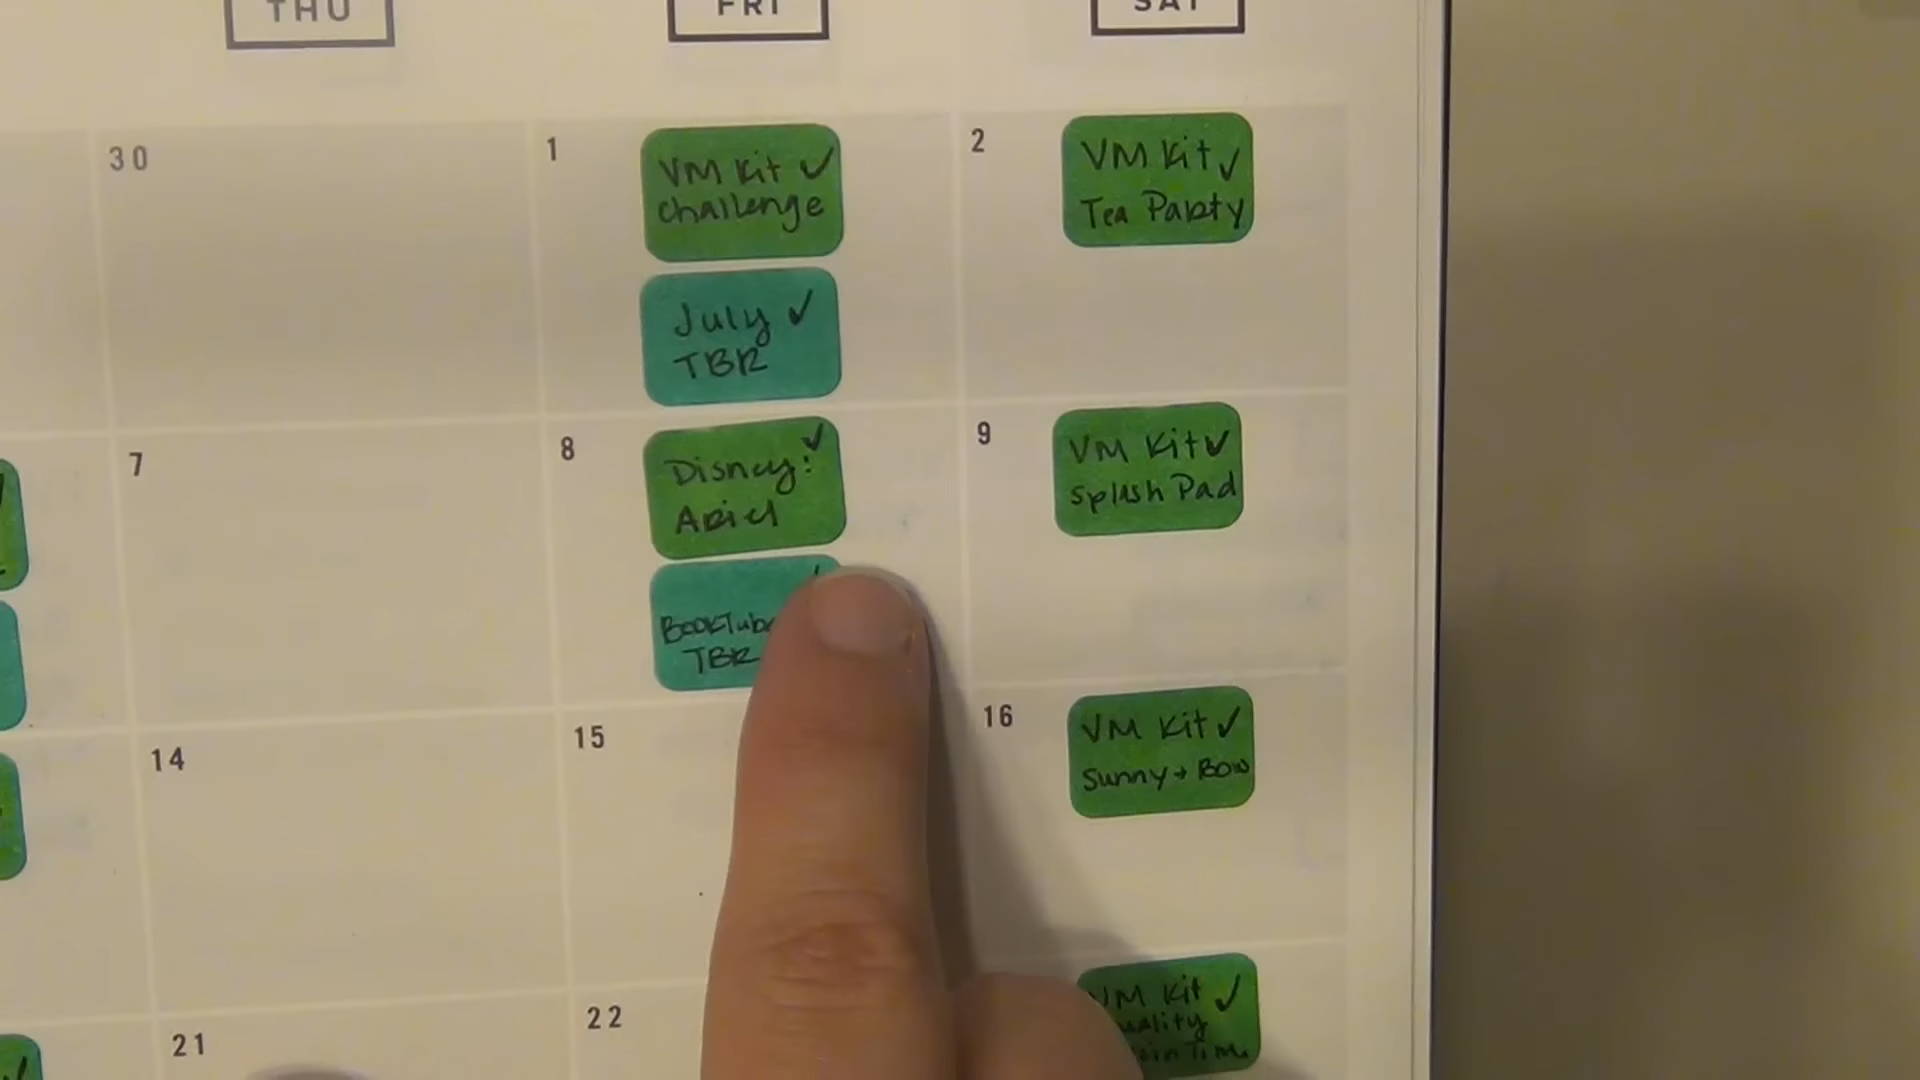 THU
FRI
SAT
30
1
VM Kit ✓
challenge
July ✓
TBR
2
VM Kit ✓
Tea Party
7
8
Disney: ✓
Ariel
BookTube
TBR
9
VM Kit ✓
Splash Pad
14
15
16
VM Kit ✓
Sunny + Bow
21
22
VM Kit ✓